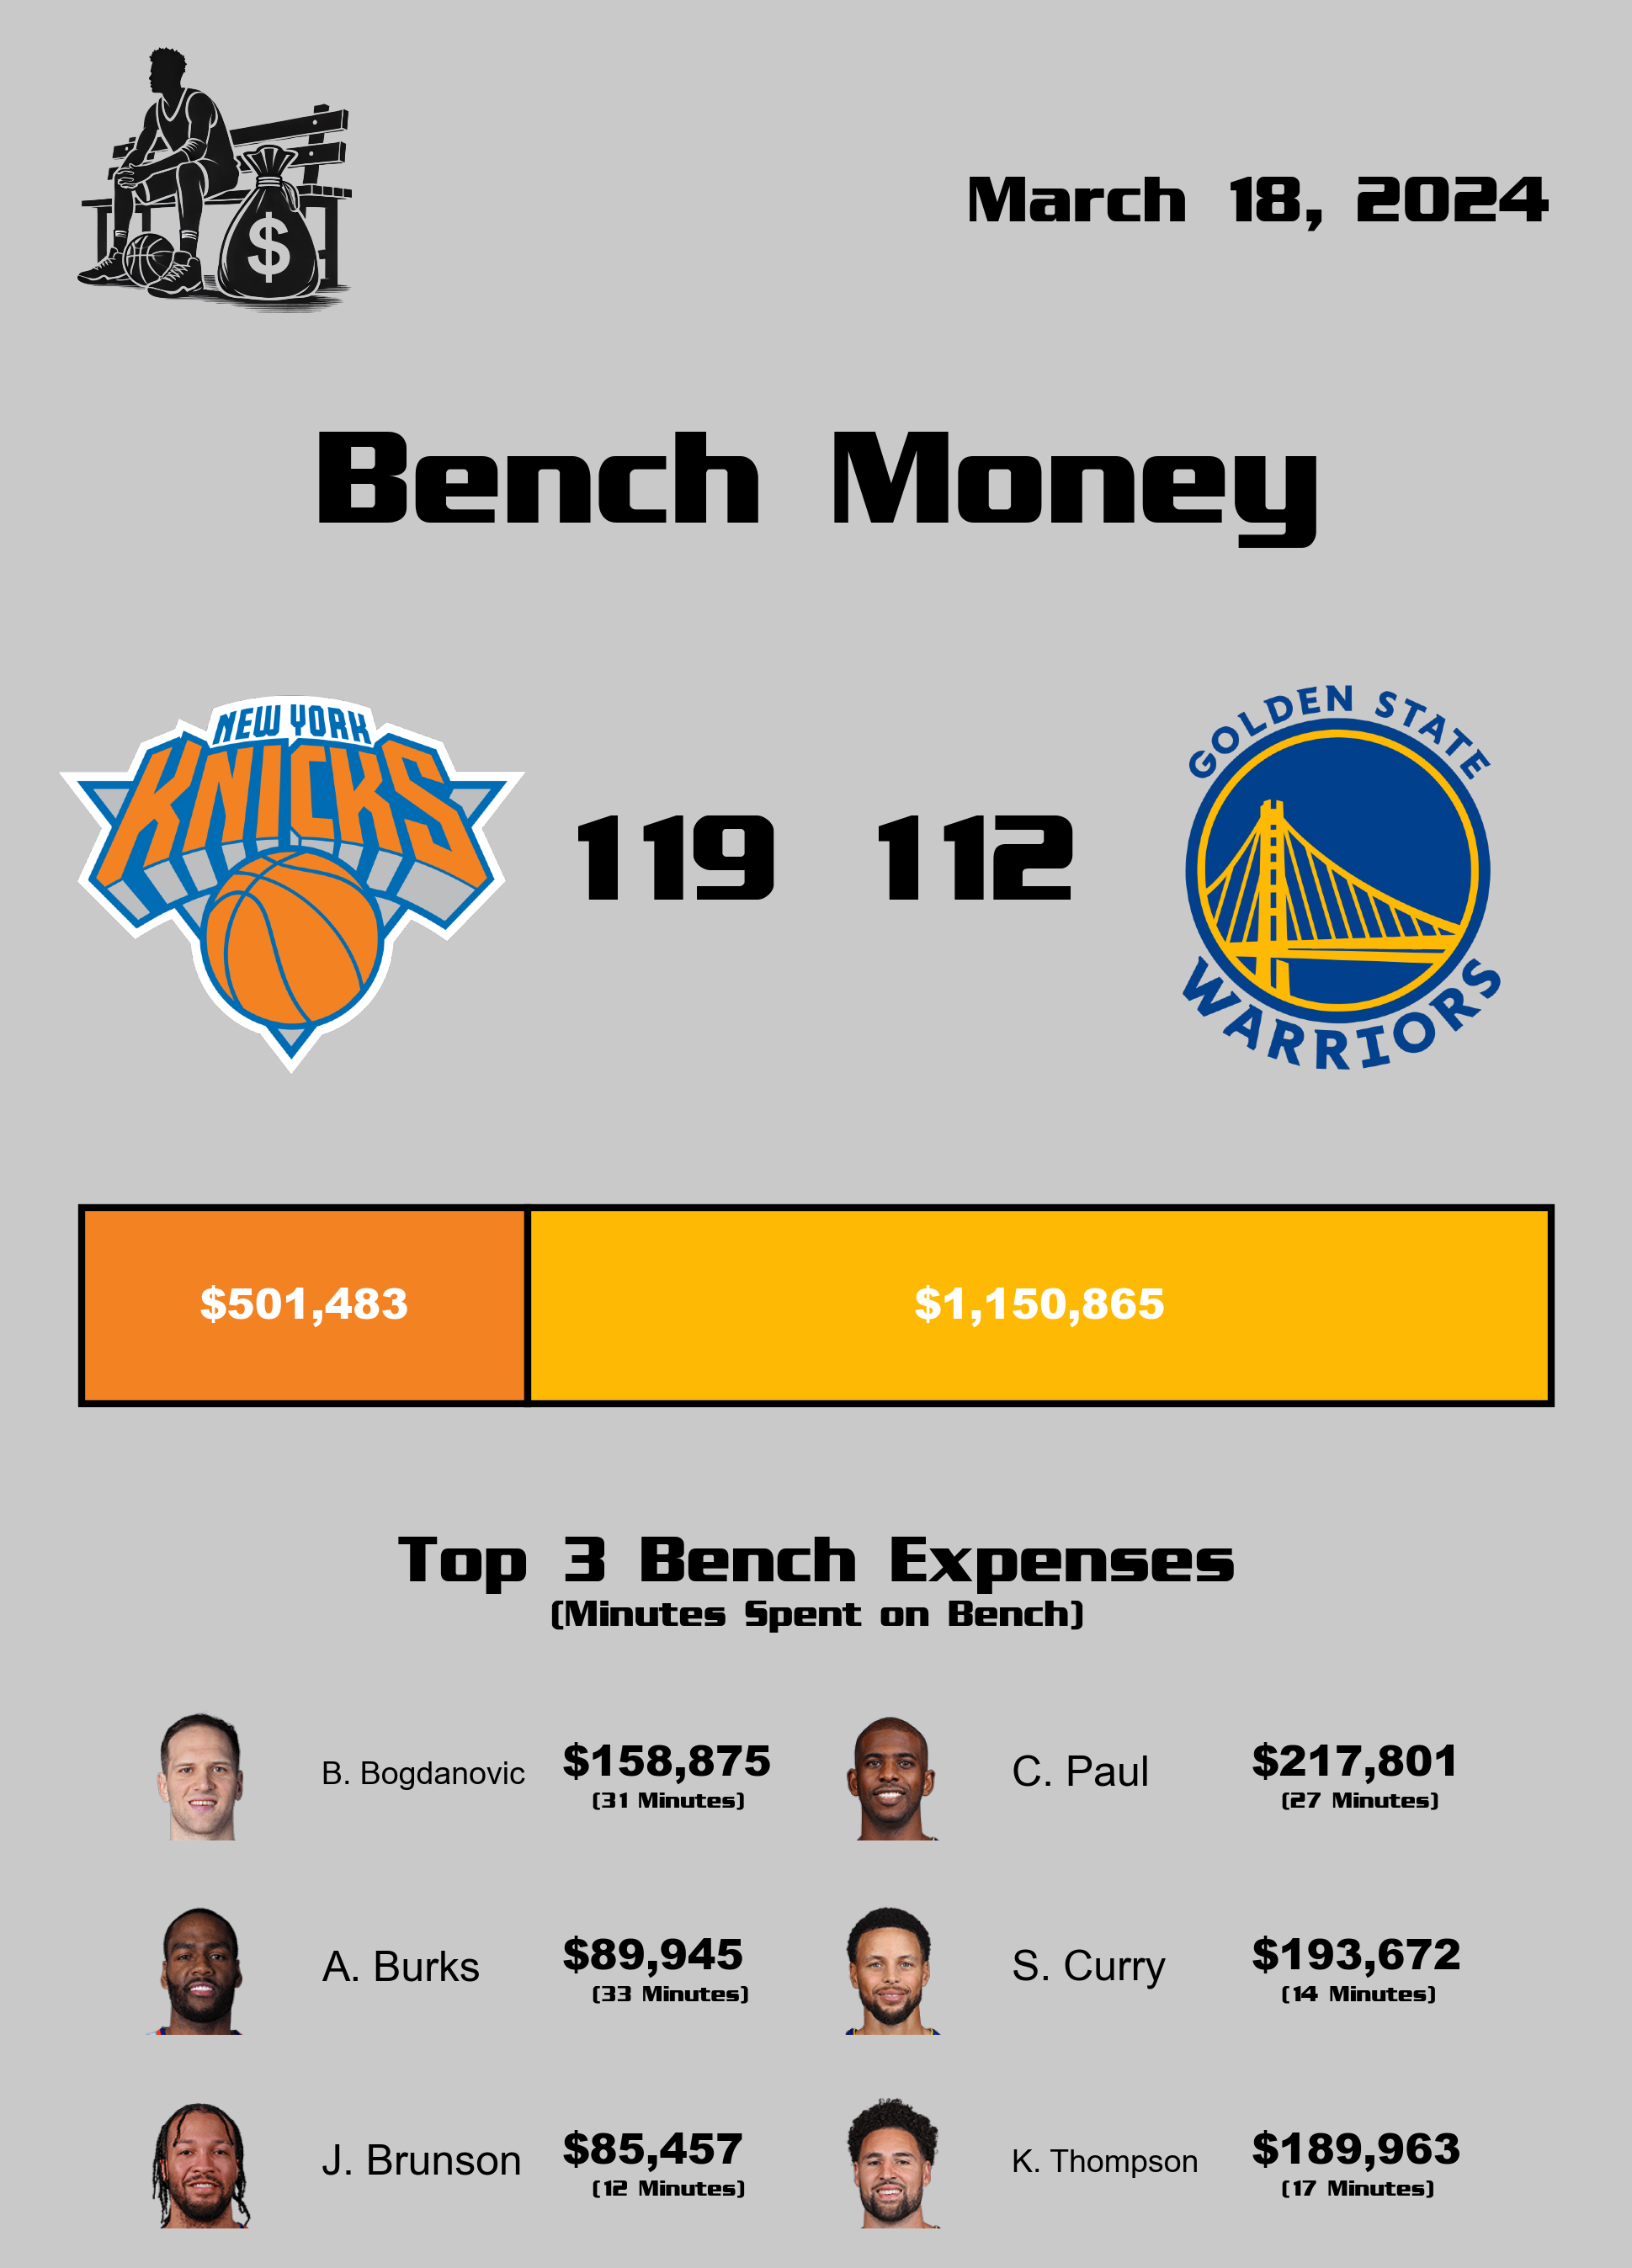 $
March 18, 2024
Bench Money
NEW YORK
KNICKS
119 112
GOLDEN STATE
WARRIORS
$501,483 $1,150,865
Top 3 Bench Expenses
(Minutes Spent on Bench)
B. Bogdanovic $158,875
(31 Minutes)
C. Paul $217,801
(27 Minutes)
A. Burks $89,945
(33 Minutes)
S. Curry $193,672
(14 Minutes)
J. Brunson $85,457
(12 Minutes)
K. Thompson $189,963
(17 Minutes)